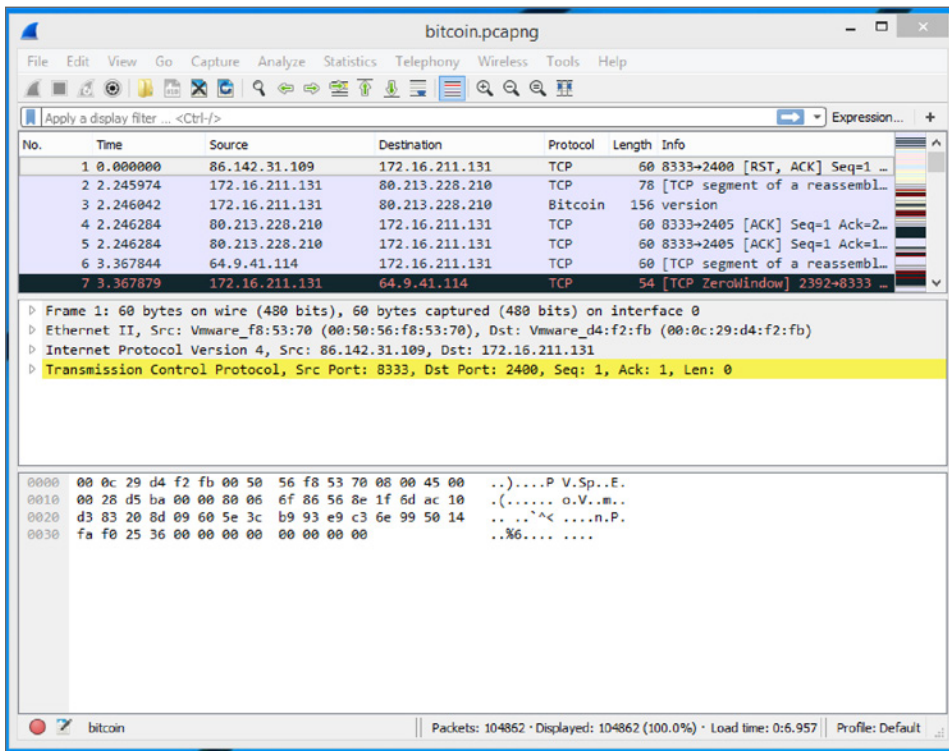 bitcoin.pcapng
File Edit View Go Capture Analyze Statistics Telephony Wireless Tools Help
Apply a display filter ... <Ctrl-/> Expression... +
No. Time Source Destination Protocol Length Info
1 0.000000 86.142.31.109 172.16.211.131 TCP 60 8333→2400 [RST, ACK] Seq=1 …
2 2.245974 172.16.211.131 80.213.228.210 TCP 78 [TCP segment of a reassembl…
3 2.246042 172.16.211.131 80.213.228.210 Bitcoin 156 version
4 2.246284 80.213.228.210 172.16.211.131 TCP 60 8333→2405 [ACK] Seq=1 Ack=2…
5 2.246284 80.213.228.210 172.16.211.131 TCP 60 8333→2405 [ACK] Seq=1 Ack=1…
6 3.367844 64.9.41.114 172.16.211.131 TCP 60 [TCP segment of a reassembl…
7 3.367879 172.16.211.131 64.9.41.114 TCP 54 [TCP ZeroWindow] 2392→8333 …
Frame 1: 60 bytes on wire (480 bits), 60 bytes captured (480 bits) on interface 0
Ethernet II, Src: Vmware_f8:53:70 (00:50:56:f8:53:70), Dst: Vmware_d4:f2:fb (00:0c:29:d4:f2:fb)
Internet Protocol Version 4, Src: 86.142.31.109, Dst: 172.16.211.131
Transmission Control Protocol, Src Port: 8333, Dst Port: 2400, Seq: 1, Ack: 1, Len: 0
0000 00 0c 29 d4 f2 fb 00 50 56 f8 53 70 08 00 45 00 ..)....P V.Sp..E.
0010 00 28 d5 ba 00 00 80 06 6f 86 56 8e 1f 6d ac 10 .(...... o.V..m..
0020 d3 83 20 8d 09 60 5e 3c b9 93 e9 c3 6e 99 50 14 .. ..`^< ....n.P.
0030 fa f0 25 36 00 00 00 00 00 00 00 00 ..%6.... ....
bitcoin Packets: 104862 · Displayed: 104862 (100.0%) · Load time: 0:6.957 Profile: Default